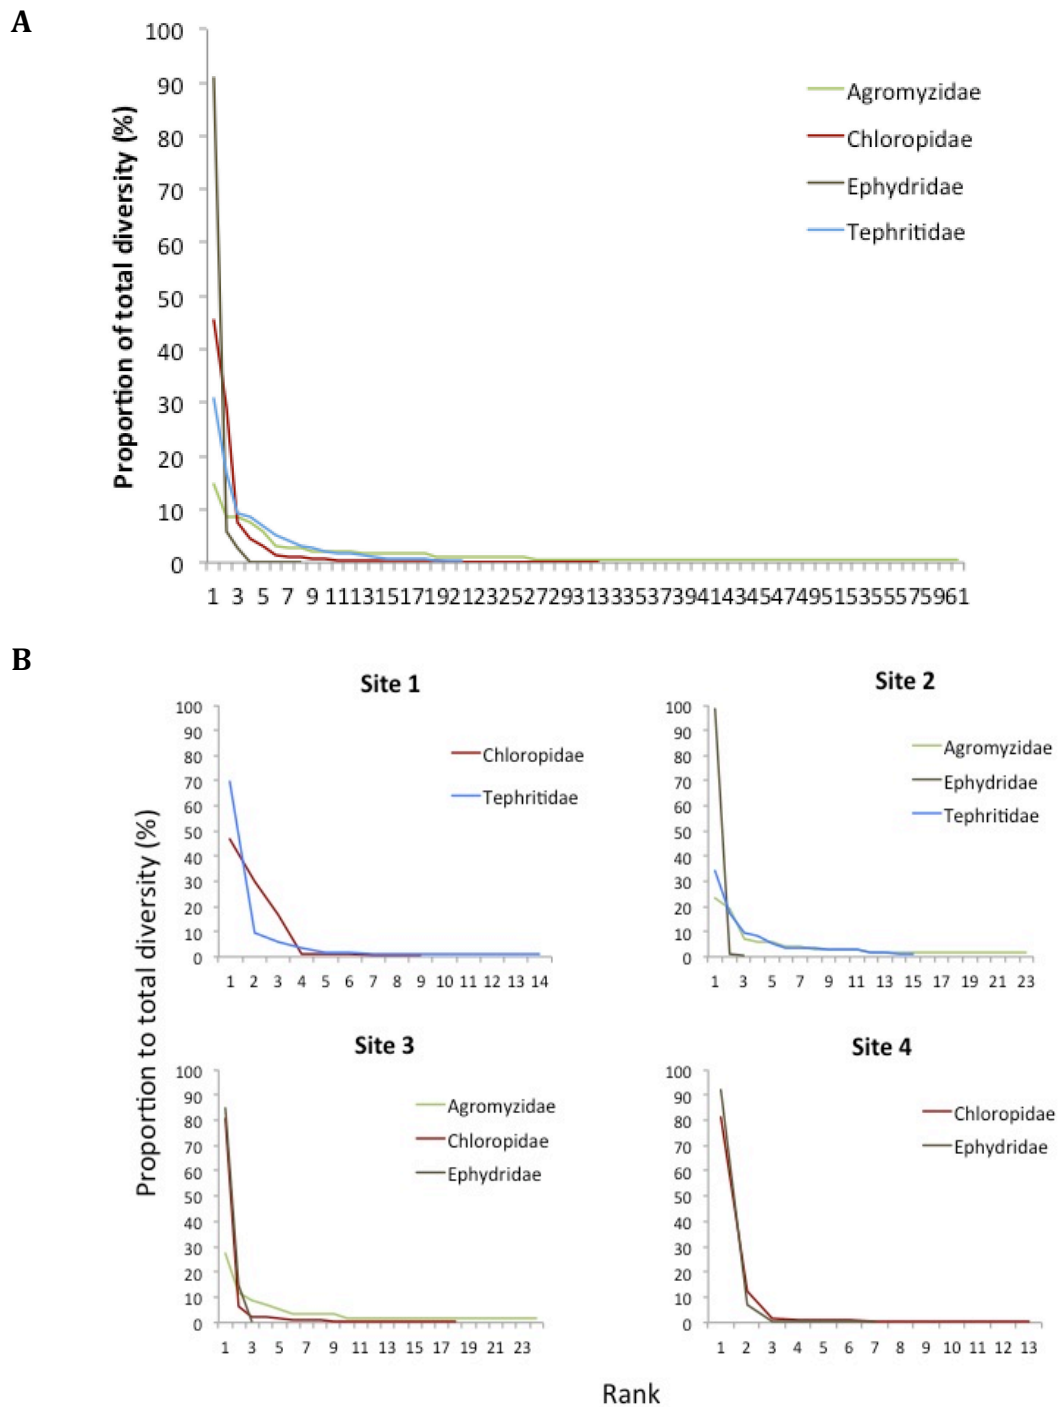 A
Proportion of total diversity (%)
100
90
80
70
60
50
40
30
20
10
0
Agromyzidae
Chloropidae
Ephydridae
Tephritidae
1 3 5 7 9 11131517192123252729313335373941434547495153555759 61
B
Proportion to total diversity (%)
Site 1
100
90
80
70
60
50
40
30
20
10
0
Chloropidae
Tephritidae
1 2 3 4 5 6 7 8 9 10 11 12 13 14
Site 2
100
90
80
70
60
50
40
30
20
10
0
Agromyzidae
Ephydridae
Tephritidae
1 3 5 7 9 11 13 15 17 19 21 23
Site 3
100
90
80
70
60
50
40
30
20
10
0
Agromyzidae
Chloropidae
Ephydridae
1 3 5 7 9 11 13 15 17 19 21 23
Site 4
100
90
80
70
60
50
40
30
20
10
0
Chloropidae
Ephydridae
1 2 3 4 5 6 7 8 9 10 11 12 13
Rank